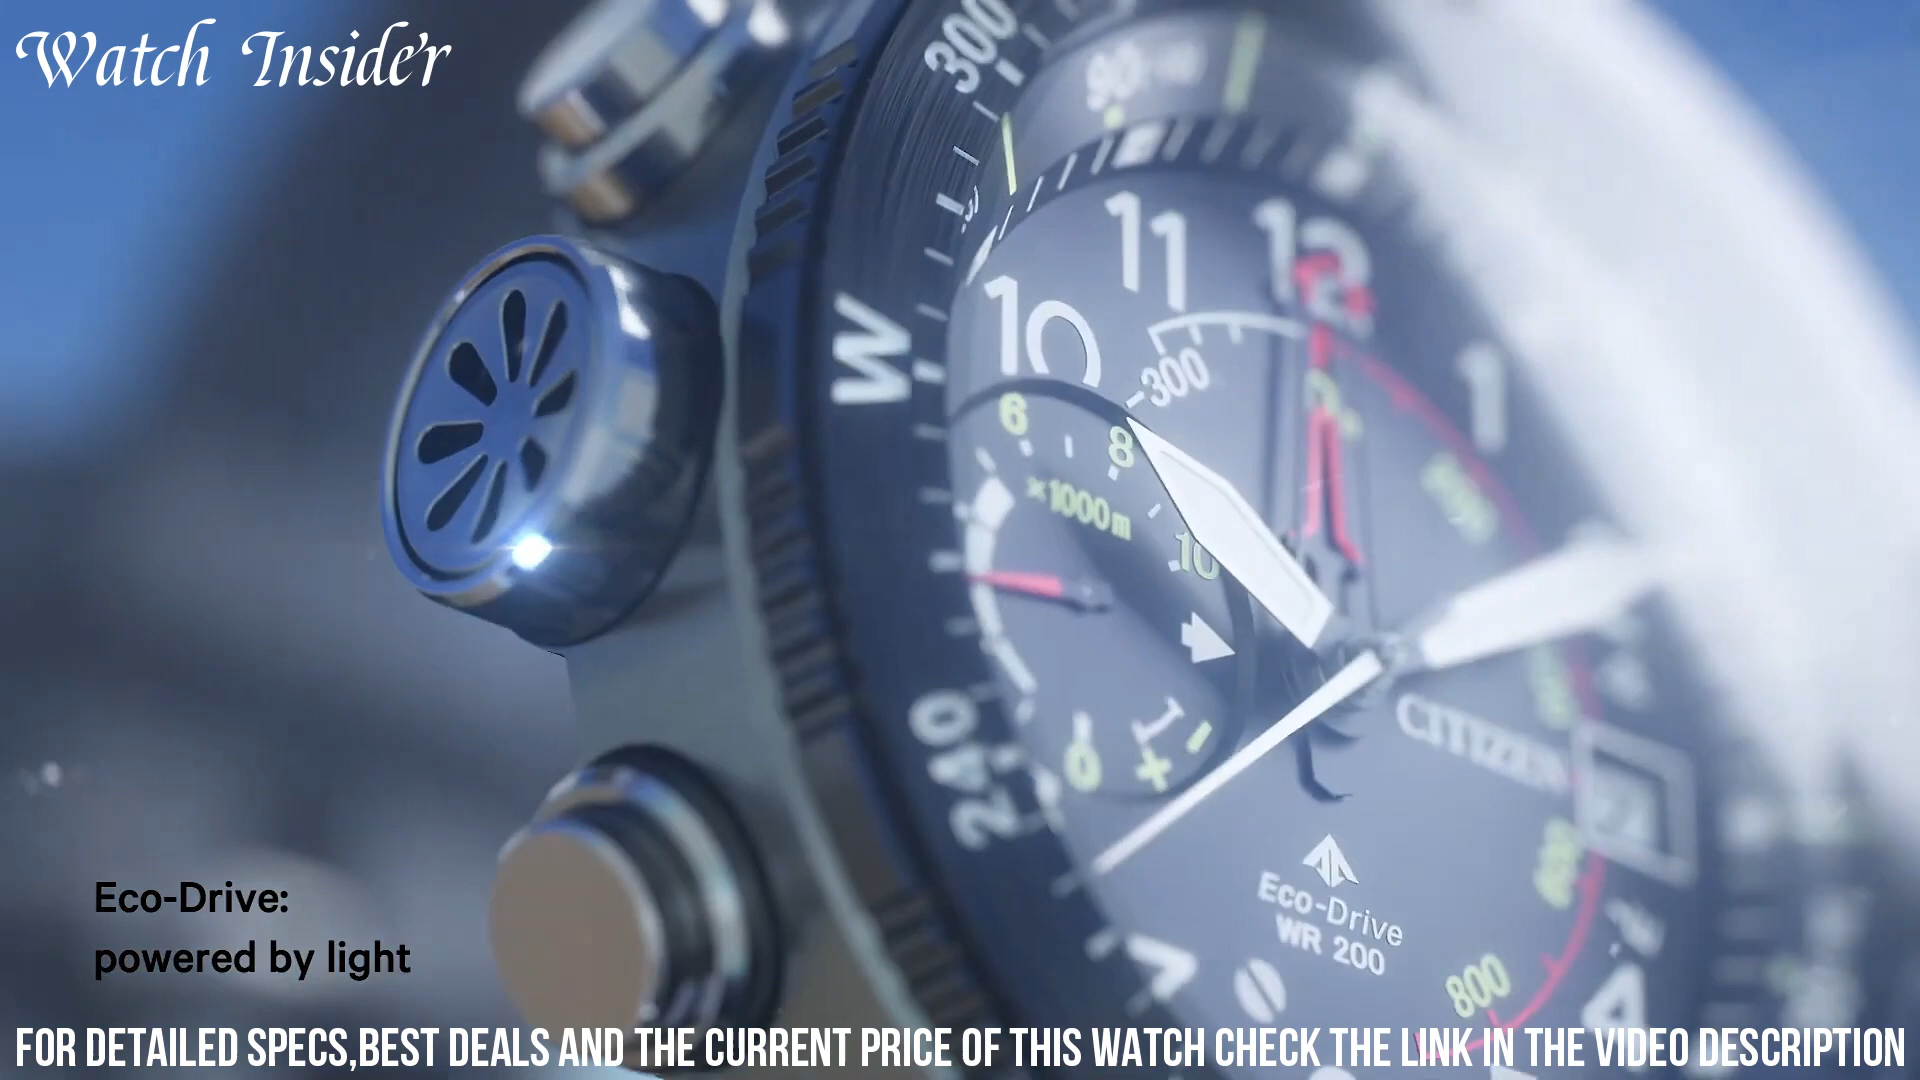 Watch Insider
300
90
11
12
10
1
300
W
6
8
×1000m
10
240
0
+
-
CITIZEN
Eco-Drive
WR 200
800
4
Eco-Drive:
powered by light
FOR DETAILED SPECS,BEST DEALS AND THE CURRENT PRICE OF THIS WATCH CHECK THE LINK IN THE VIDEO DESCRIPTION